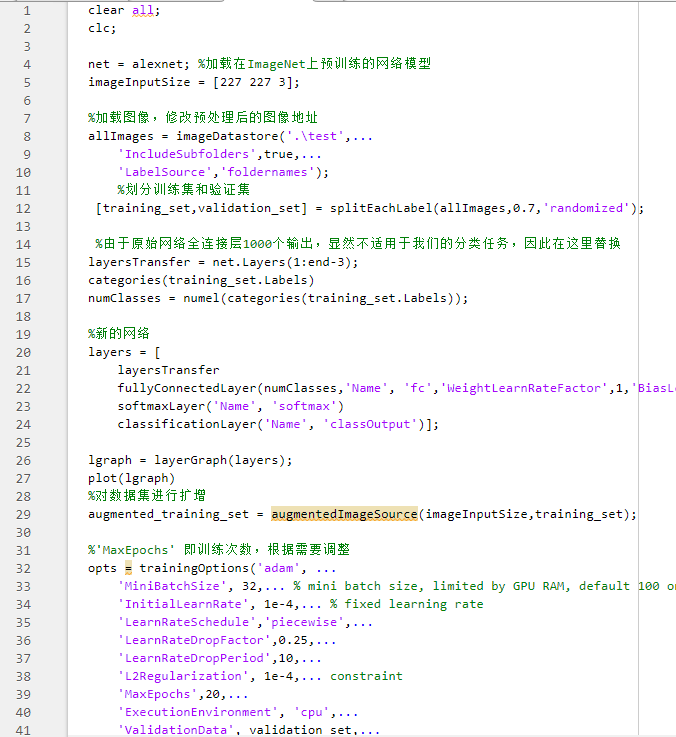 1 clear all;
2 clc;
3
4 net = alexnet; %加载在ImageNet上预训练的网络模型
5 imageInputSize = [227 227 3];
6
7 %加载图像，修改预处理后的图像地址
8 allImages = imageDatastore('.\test',...
9 'IncludeSubfolders',true,...
10 'LabelSource','foldernames');
11 %划分训练集和验证集
12 [training_set,validation_set] = splitEachLabel(allImages,0.7,'randomized');
13
14 %由于原始网络全连接层1000个输出，显然不适用于我们的分类任务，因此在这里替换
15 layersTransfer = net.Layers(1:end-3);
16 categories(training_set.Labels)
17 numClasses = numel(categories(training_set.Labels));
18
19 %新的网络
20 layers = [
21 layersTransfer
22 fullyConnectedLayer(numClasses,'Name', 'fc','WeightLearnRateFactor',1,'BiasL
23 softmaxLayer('Name', 'softmax')
24 classificationLayer('Name', 'classOutput')];
25
26 lgraph = layerGraph(layers);
27 plot(lgraph)
28 %对数据集进行扩增
29 augmented_training_set = augmentedImageSource(imageInputSize,training_set);
30
31 %'MaxEpochs' 即训练次数，根据需要调整
32 opts = trainingOptions('adam', ...
33 'MiniBatchSize', 32,... % mini batch size, limited by GPU RAM, default 100 o
34 'InitialLearnRate', 1e-4,... % fixed learning rate
35 'LearnRateSchedule','piecewise',...
36 'LearnRateDropFactor',0.25,...
37 'LearnRateDropPeriod',10,...
38 'L2Regularization', 1e-4,... constraint
39 'MaxEpochs',20,...
40 'ExecutionEnvironment', 'cpu',...
41 'ValidationData', validation_set,...